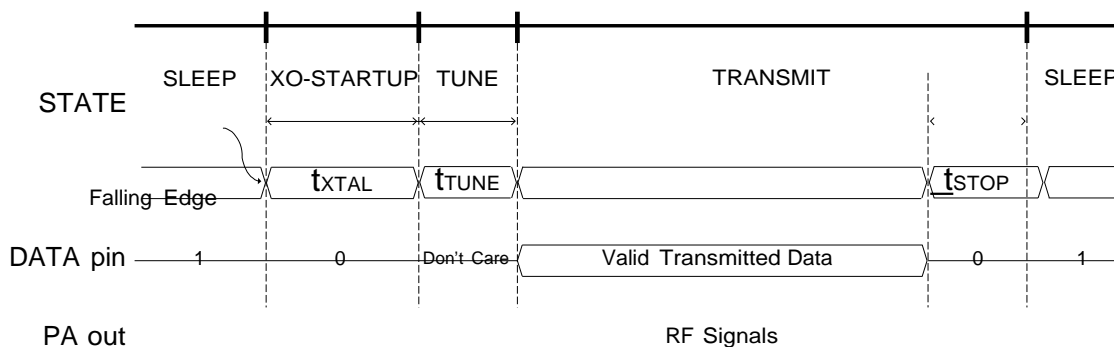 SLEEP XO-STARTUP TUNE TRANSMIT SLEEP
STATE
tXTAL tTUNE tSTOP
Falling Edge
DATA pin 1 0 Don't Care Valid Transmitted Data 0 1
PA out RF Signals